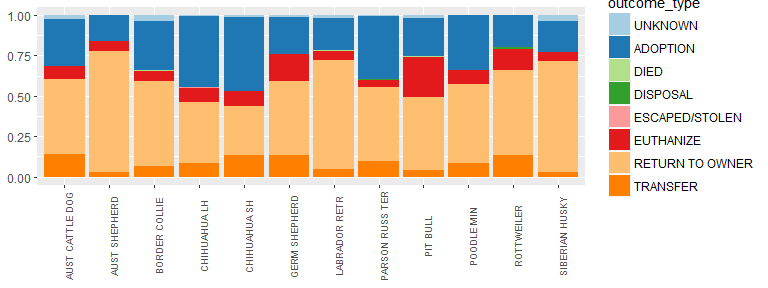 outcome_type
UNKNOWN
ADOPTION
DIED
DISPOSAL
ESCAPED/STOLEN
EUTHANIZE
RETURN TO OWNER
TRANSFER
1.00
0.75
0.50
0.25
0.00
AUST CATTLE DOG
AUST SHEPHERD
BORDER COLLIE
CHIHUAHUA LH
CHIHUAHUA SH
GERM SHEPHERD
LABRADOR RETR
PARSON RUSS TER
PIT BULL
POODLE MIN
ROTTWEILER
SIBERIAN HUSKY